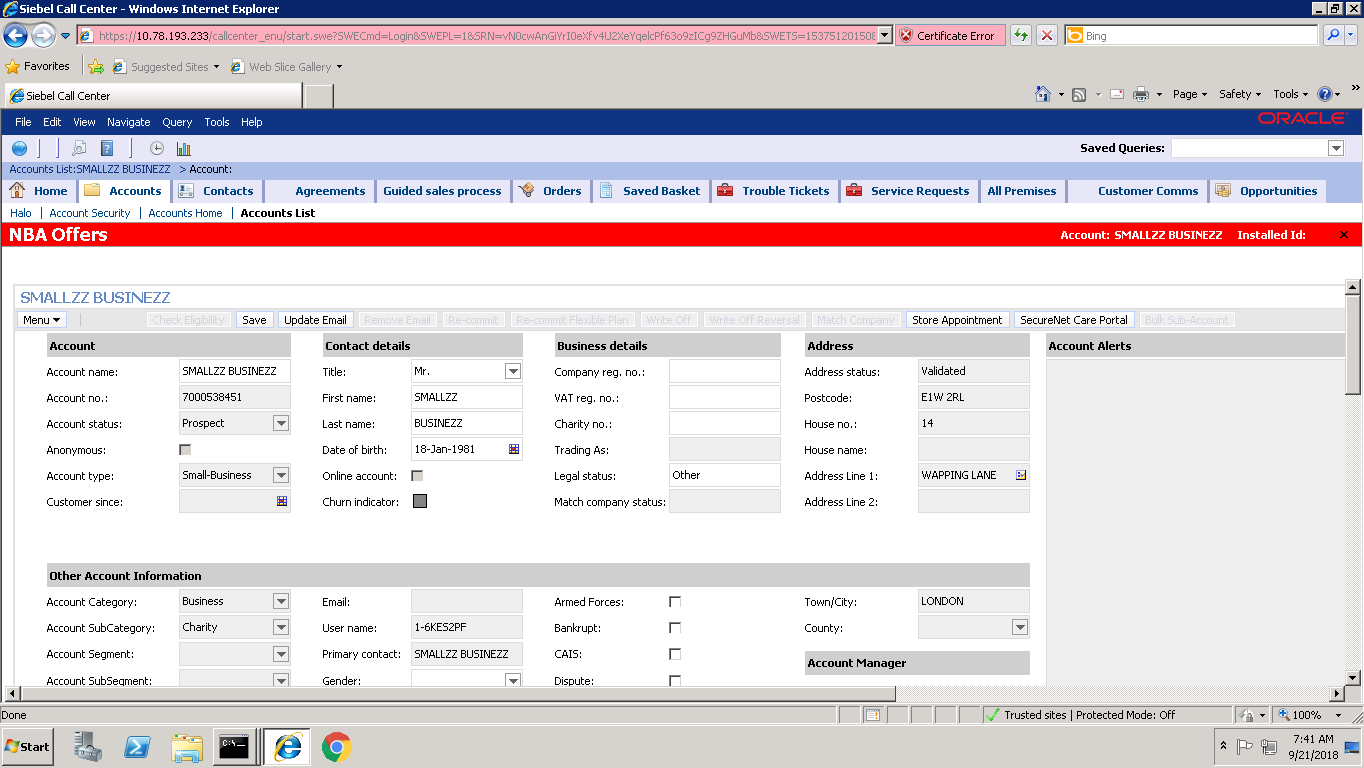 Siebel Call Center - Windows Internet Explorer
https://10.78.193.233/callcenter_enu/start.swe?SWECmd=Login&SWEPL=1&SRN= Certificate Error Bing
Favorites Suggested Sites Web Slice Gallery
Siebel Call Center Page Safety Tools
File Edit View Navigate Query Tools Help ORACLE
Saved Queries:
Accounts List:SMALLZZ BUSINEZZ > Account:
Home Accounts Contacts Agreements Guided sales process Orders Saved Basket Trouble Tickets Service Requests All Premises Customer Comms Opportunities
Halo | Account Security | Accounts Home | Accounts List
NBA Offers Account: SMALLZZ BUSINEZZ Installed Id: ×
SMALLZZ BUSINEZZ
Menu Check Eligibility Save Update Email Remove Email Re-commit Re-commit Flexible Plan Write Off Write Off Reversal Match Company Store Appointment SecureNet Care Portal Bulk Sub-Account
Account Contact details Business details Address Account Alerts
Account name: SMALLZZ BUSINEZZ Title: Mr. Company reg. no.: Address status: Validated
Account no.: 7000538451 First name: SMALLZZ VAT reg. no.: Postcode: E1W 2RL
Account status: Prospect Last name: BUSINEZZ Charity no.: House no.: 14
Anonymous: Date of birth: 18-Jan-1981 Trading As: House name:
Account type: Small-Business Online account: Legal status: Other Address Line 1: WAPPING LANE
Customer since: Churn indicator: Match company status: Address Line 2:
Other Account Information
Account Category: Business Email: Armed Forces: Town/City: LONDON
Account SubCategory: Charity User name: 1-6KES2PF Bankrupt: County:
Account Segment: Primary contact: SMALLZZ BUSINEZZ CAIS: Account Manager
Account SubSegment: Gender: Dispute:
Done Trusted sites | Protected Mode: Off 100%
Start 7:41 AM
9/21/2018